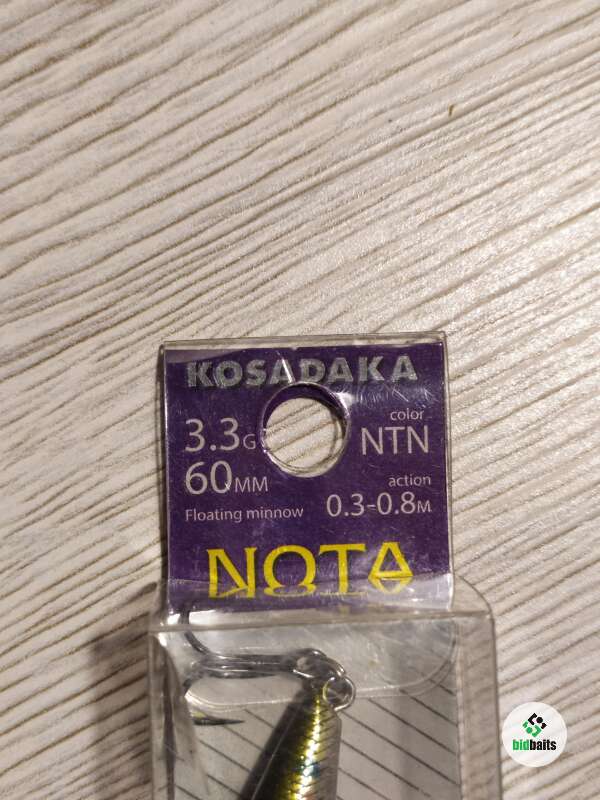 KOSADAKA
color
3.3G
NTN
60MM
action
Floating minnow
0.3-0.8M
NOTA
bidbaits